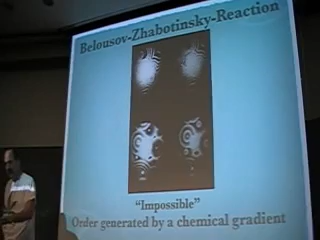 Belousov-Zhabotinsky-Reaction
“Impossible”
Order generated by a chemical gradient